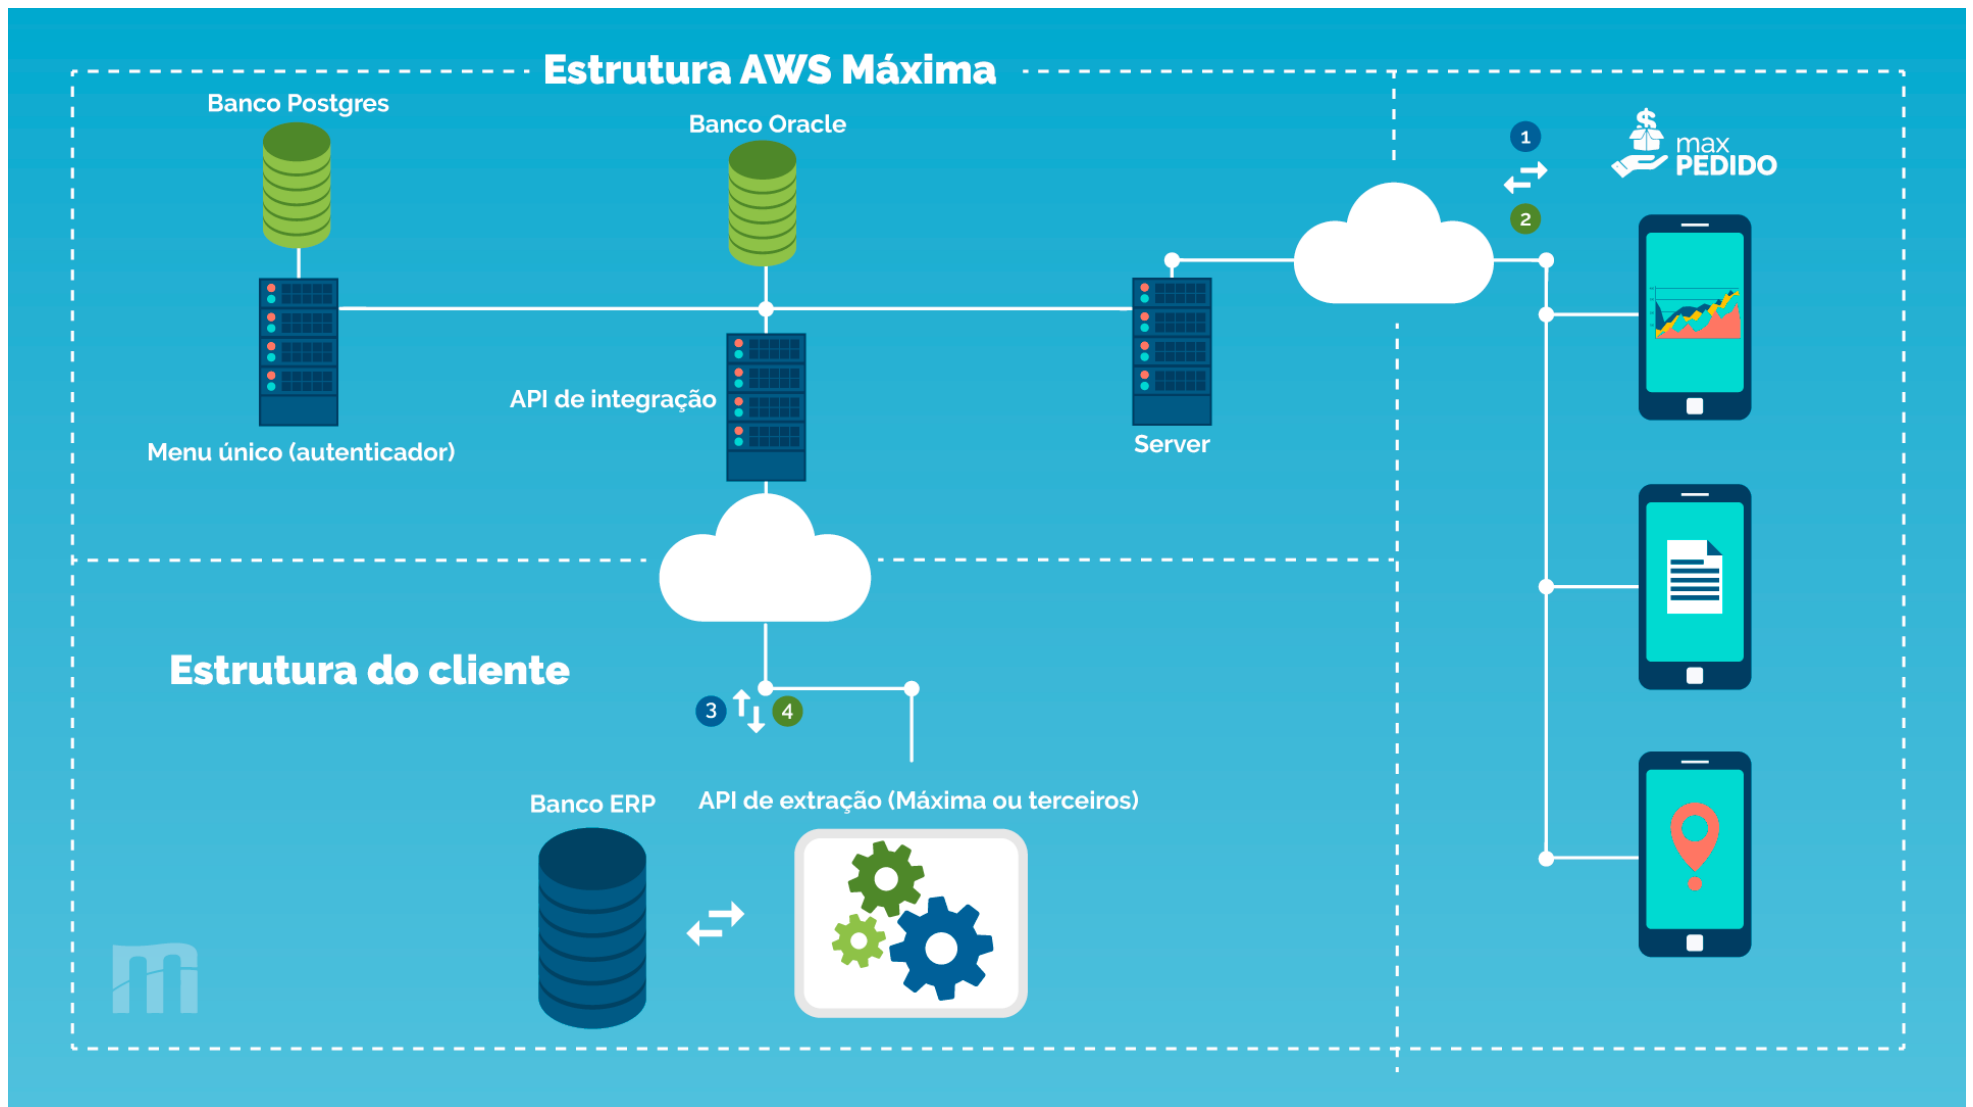 Estrutura AWS Máxima
Banco Postgres
Banco Oracle
1
2
max
PEDIDO
API de integração
Menu único (autenticador)
Server
Estrutura do cliente
3
4
Banco ERP
API de extração (Máxima ou terceiros)